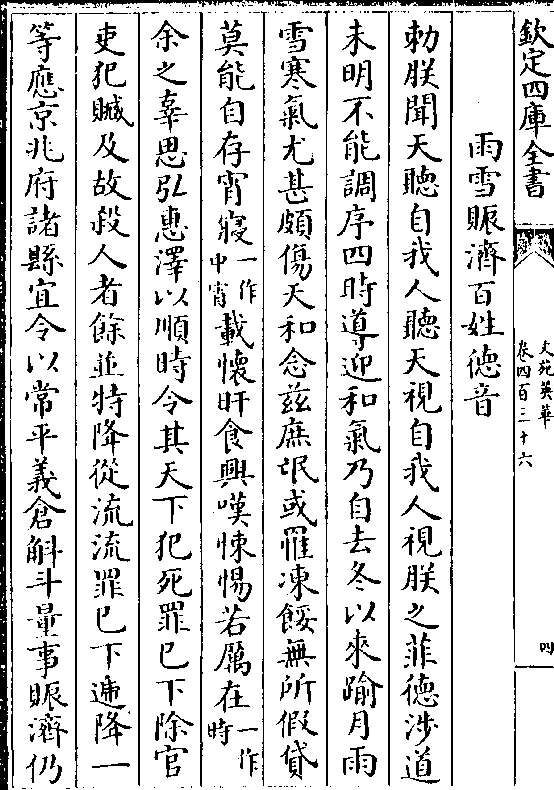 欽定四庫全書
文苑英華
卷四百三十六
四
雨雪賑濟百姓德音
勅朕聞天聽自我人聽天視自我人視朕之菲德涉道
未明不能調序四時導迎和氣乃自去冬以來踰月雨
雪寒氣尤甚頗傷天和念兹庶氓或罹凍餒無所假貸
莫能自存宵寢一作中宵載懷旰食興嘆悚惕若厲在一作時
余之辜思弘惠澤以順時令其天下犯死罪已下除官
吏犯贓及故殺人者餘並特降從流流罪已下遞降一
等應京兆府諸縣宜令以常平義倉斛斗量事賑濟仍